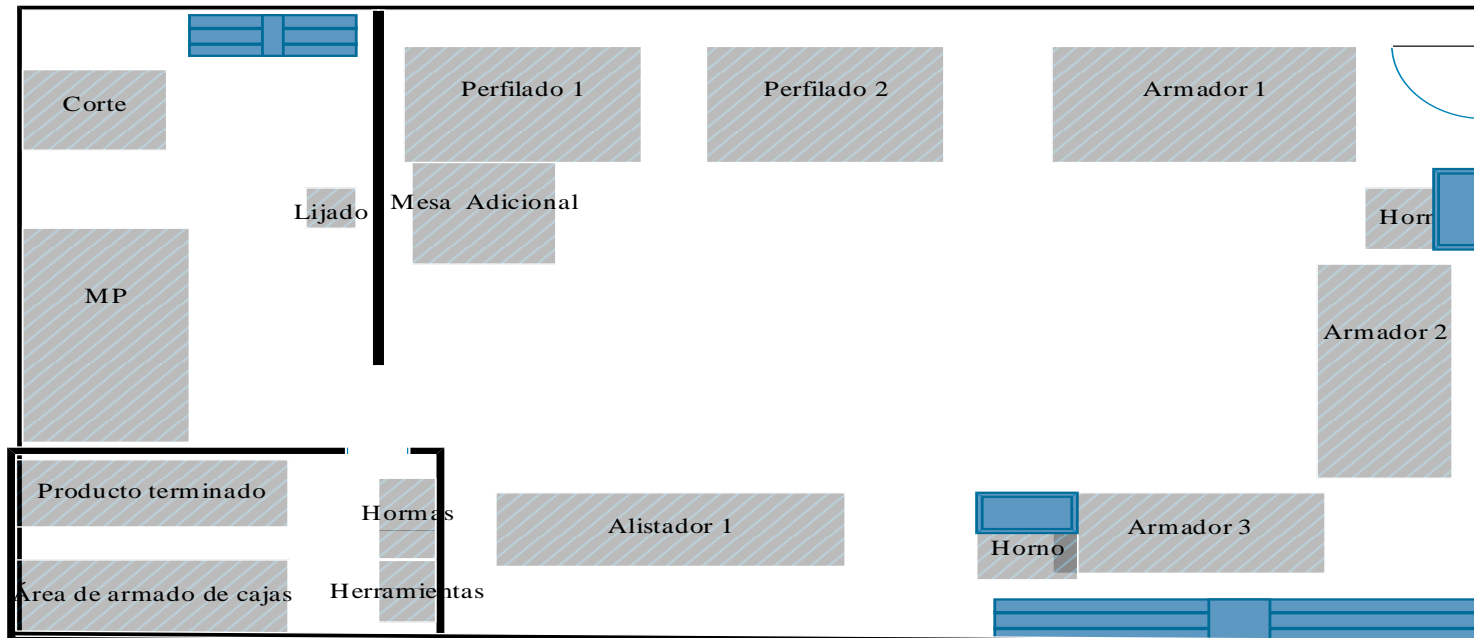 Corte
Perfilado 1
Perfilado 2
Armador 1
Lijado
Mesa Adicional
Horn
MP
Armador 2
Producto terminado
Hormas
Alistador 1
Armador 3
Horno
Área de armado de cajas
Herramientas